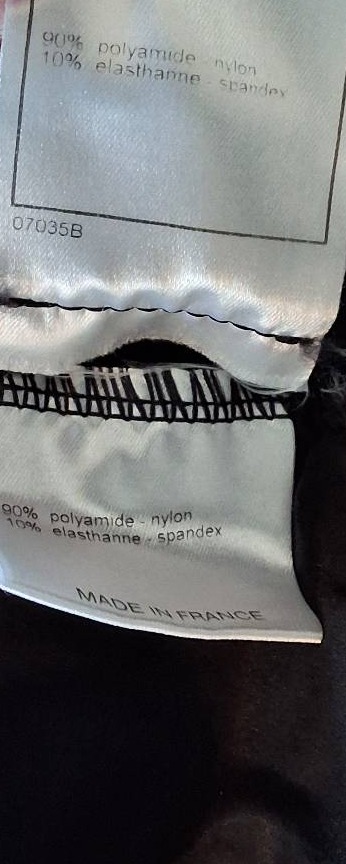 90% polyamide - nylon
10% elasthanne - spandex
07035B
90% polyamide - nylon
10% elasthanne - spandex
MADE IN FRANCE